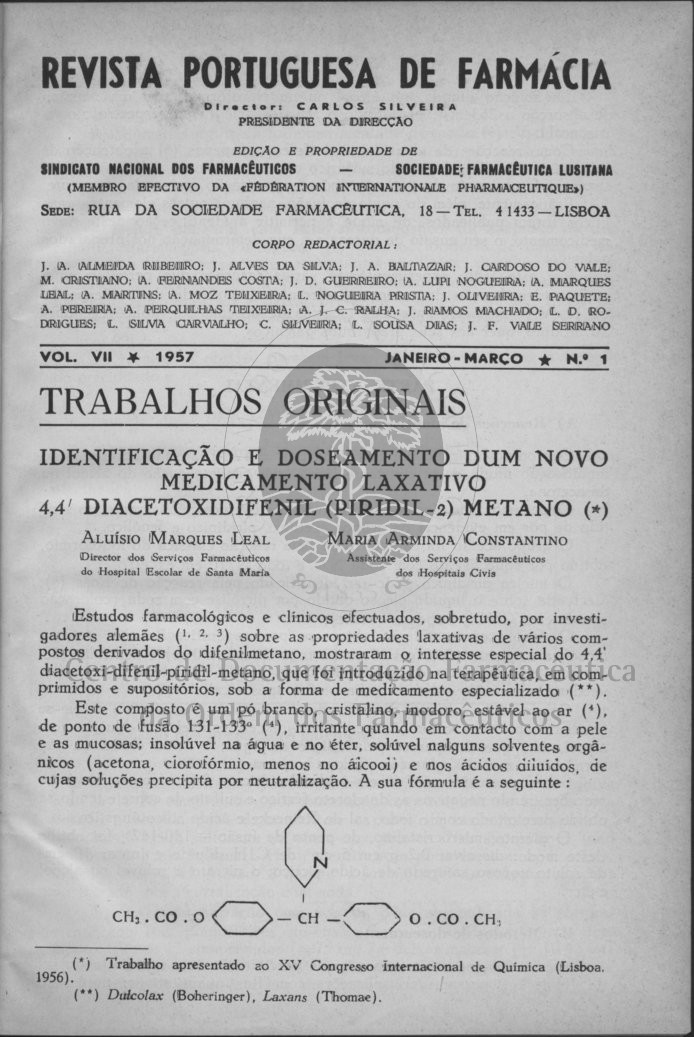 REVISTA PORTUGUESA DE FARMÁCIA
Director: CARLOS SILVEIRA
PRESIDENTE DA DIRECÇÃO
EDIÇÃO E PROPRIEDADE DE
SINDICATO NACIONAL DOS FARMACÊUTICOS — SOCIEDADE FARMACÊUTICA LUSITANA
(MEMBRO EFECTIVO DA «FÉDÉRATION INTERNATIONALE PHARMACEUTIQUE»)
SEDE: RUA DA SOCIEDADE FARMACÊUTICA, 18 — TEL. 4 1433 — LISBOA
CORPO REDACTORIAL:
J. A. ALMEIDA RIBEIRO; J. ALVES DA SILVA; J. A. BALTAZAR; J. CARDOSO DO VALE;
M. CRISTIANO; A. FERNANDES COSTA; J. D. GUERREIRO; A. LUPI NOGUEIRA; A. MARQUES
LEAL; A. MARTINS; A. MOZ TEIXEIRA; L. NOGUEIRA PRISTA; J. OLIVEIRA; E. PAQUETE;
A. PEREIRA; A. PERQUILHAS TEIXEIRA; A. J. C. RALHA; J. RAMOS MACHADO; L. D. RO-
DRIGUES; L. SILVA CARVALHO; C. SILVEIRA; L. SOUSA DIAS; J. F. VALE SERRANO
VOL. VII ★ 1957 JANEIRO - MARÇO ★ N.º 1
TRABALHOS ORIGINAIS
IDENTIFICAÇÃO E DOSEAMENTO DUM NOVO
MEDICAMENTO LAXATIVO
4,4' DIACETOXIDIFENIL (PIRIDIL-2) METANO (*)
ALUÍSIO MARQUES LEAL MARIA ARMINDA CONSTANTINO
Director dos Serviços Farmacêuticos Assistente dos Serviços Farmacêuticos
do Hospital Escolar de Santa Maria dos Hospitais Civis
1835
Estudos farmacológicos e clínicos efectuados, sobretudo, por investi-
gadores alemães (1, 2, 3) sobre as propriedades laxativas de vários com-
postos derivados do difenilmetano, mostraram o interesse especial do 4,4'
diacetoxi-difenil-piridil-metano, que foi introduzido na terapêutica, em com-
primidos e supositórios, sob a forma de medicamento especializado (**).
Centro de Documentação Farmacêutica
da Ordem dos Farmacêuticos
Este composto é um pó branco, cristalino, inodoro, estável ao ar (4),
de ponto de fusão 131-133º (4), irritante quando em contacto com a pele
e as mucosas; insolúvel na água e no éter, solúvel nalguns solventes orgâ-
nicos (acetona, clorofórmio, menos no álcool) e nos ácidos diluídos, de
cujas soluções precipita por neutralização. A sua fórmula é a seguinte:
N
CH3 . CO . O — CH — O . CO . CH3
(*) Trabalho apresentado ao XV Congresso internacional de Química (Lisboa,
1956).
(**) Dulcolax (Boheringer), Laxans (Thomae).